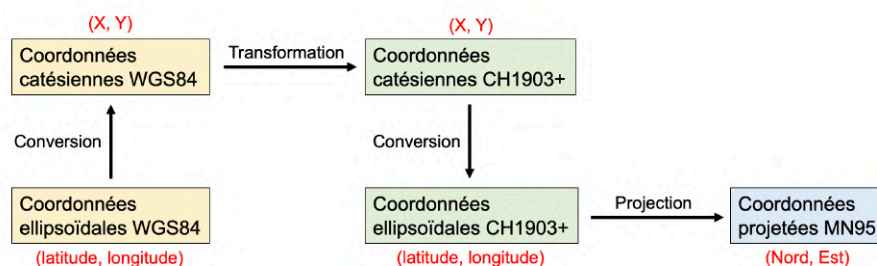 (X, Y)
Coordonnées
catésiennes WGS84
Transformation
(X, Y)
Coordonnées
catésiennes CH1903+
Conversion
Conversion
Coordonnées
ellipsoïdales WGS84
(latitude, longitude)
Coordonnées
ellipsoïdales CH1903+
(latitude, longitude)
Projection
Coordonnées
projetées MN95
(Nord, Est)